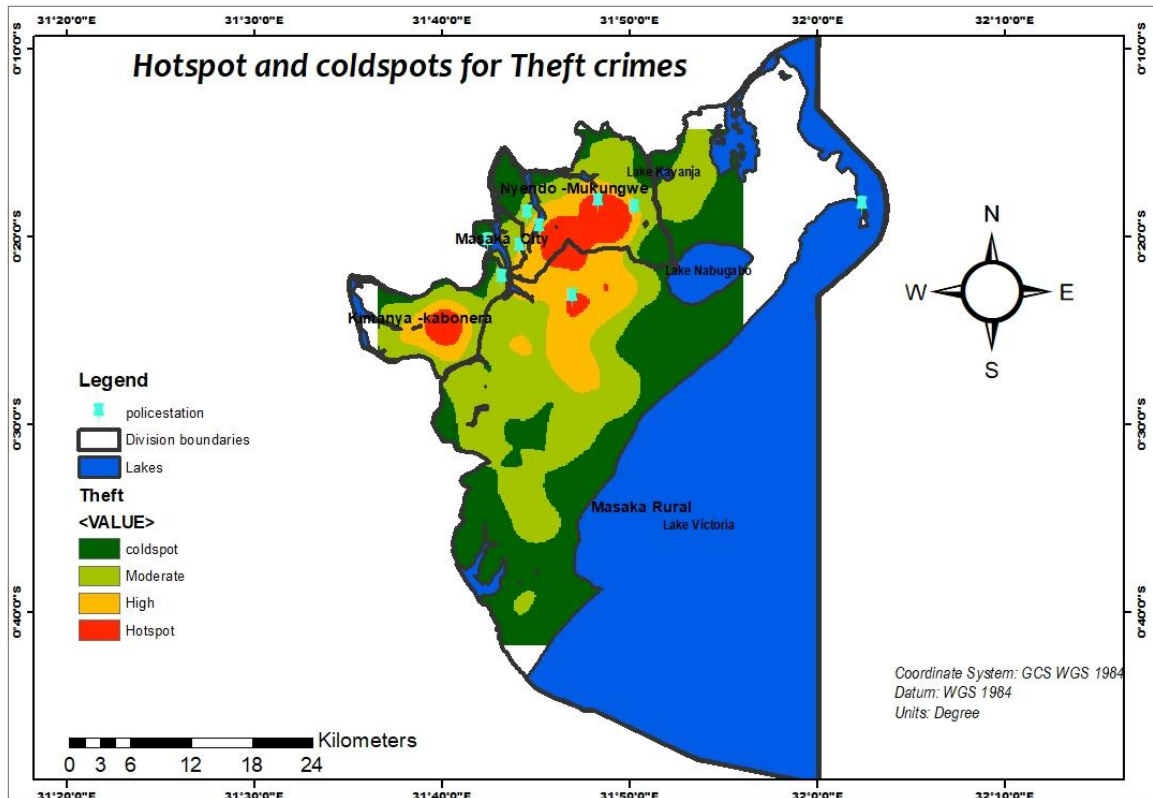 31°20'0"E 31°30'0"E 31°40'0"E 31°50'0"E 32°0'0"E 32°10'0"E
Hotspot and coldspots for Theft crimes
0°10'0"S 0°10'0"S
Lake Kayanja
Nyendo -Mukungwe
0°20'0"S 0°20'0"S
Masaka City
Lake Nabugabo
N
W E
S
Kimanya -kabonera
Legend
policestation
Division boundaries
Lakes
0°30'0"S 0°30'0"S
Theft
<VALUE>
coldspot
Moderate
High
Hotspot
Masaka Rural
Lake Victoria
0°40'0"S 0°40'0"S
Coordinate System: GCS WGS 1984
Datum: WGS 1984
Units: Degree
Kilometers
0 3 6 12 18 24
31°20'0"E 31°30'0"E 31°40'0"E 31°50'0"E 32°0'0"E 32°10'0"E